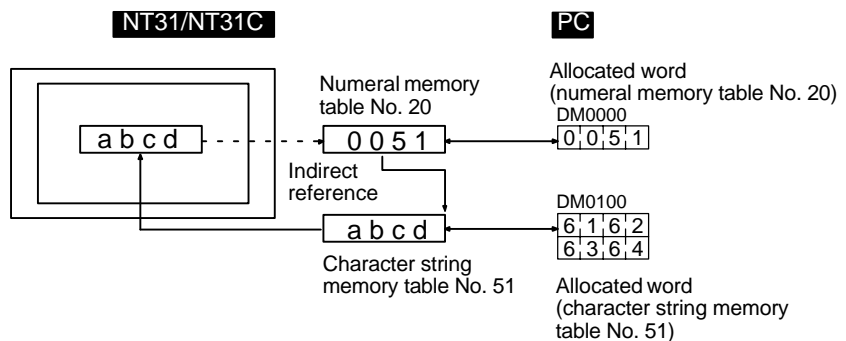 NT31/NT31C
PC
Numeral memory
table No. 20
Allocated word
(numeral memory table No. 20)
DM0000
a b c d
0 0 5 1
0 0 5 1
Indirect
reference
DM0100
a b c d
6 1 6 2
6 3 6 4
Character string
memory table No. 51
Allocated word
(character string memory
table No. 51)